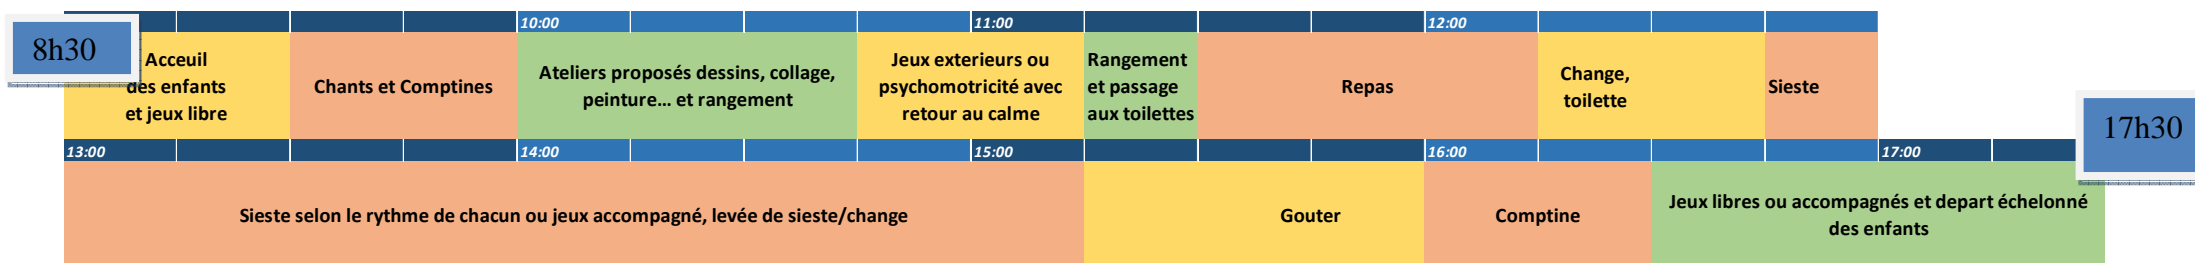 8h30
10:00
11:00
12:00
Acceuil
des enfants
et jeux libre
Chants et Comptines
Ateliers proposés dessins, collage,
peinture... et rangement
Jeux exterieurs ou
psychomotricité avec
retour au calme
Rangement
et passage
aux toilettes
Repas
Change,
toilette
Sieste
17h30
13:00
14:00
15:00
16:00
17:00
Sieste selon le rythme de chacun ou jeux accompagné, levée de sieste/change
Gouter
Comptine
Jeux libres ou accompagnés et depart échelonné
des enfants